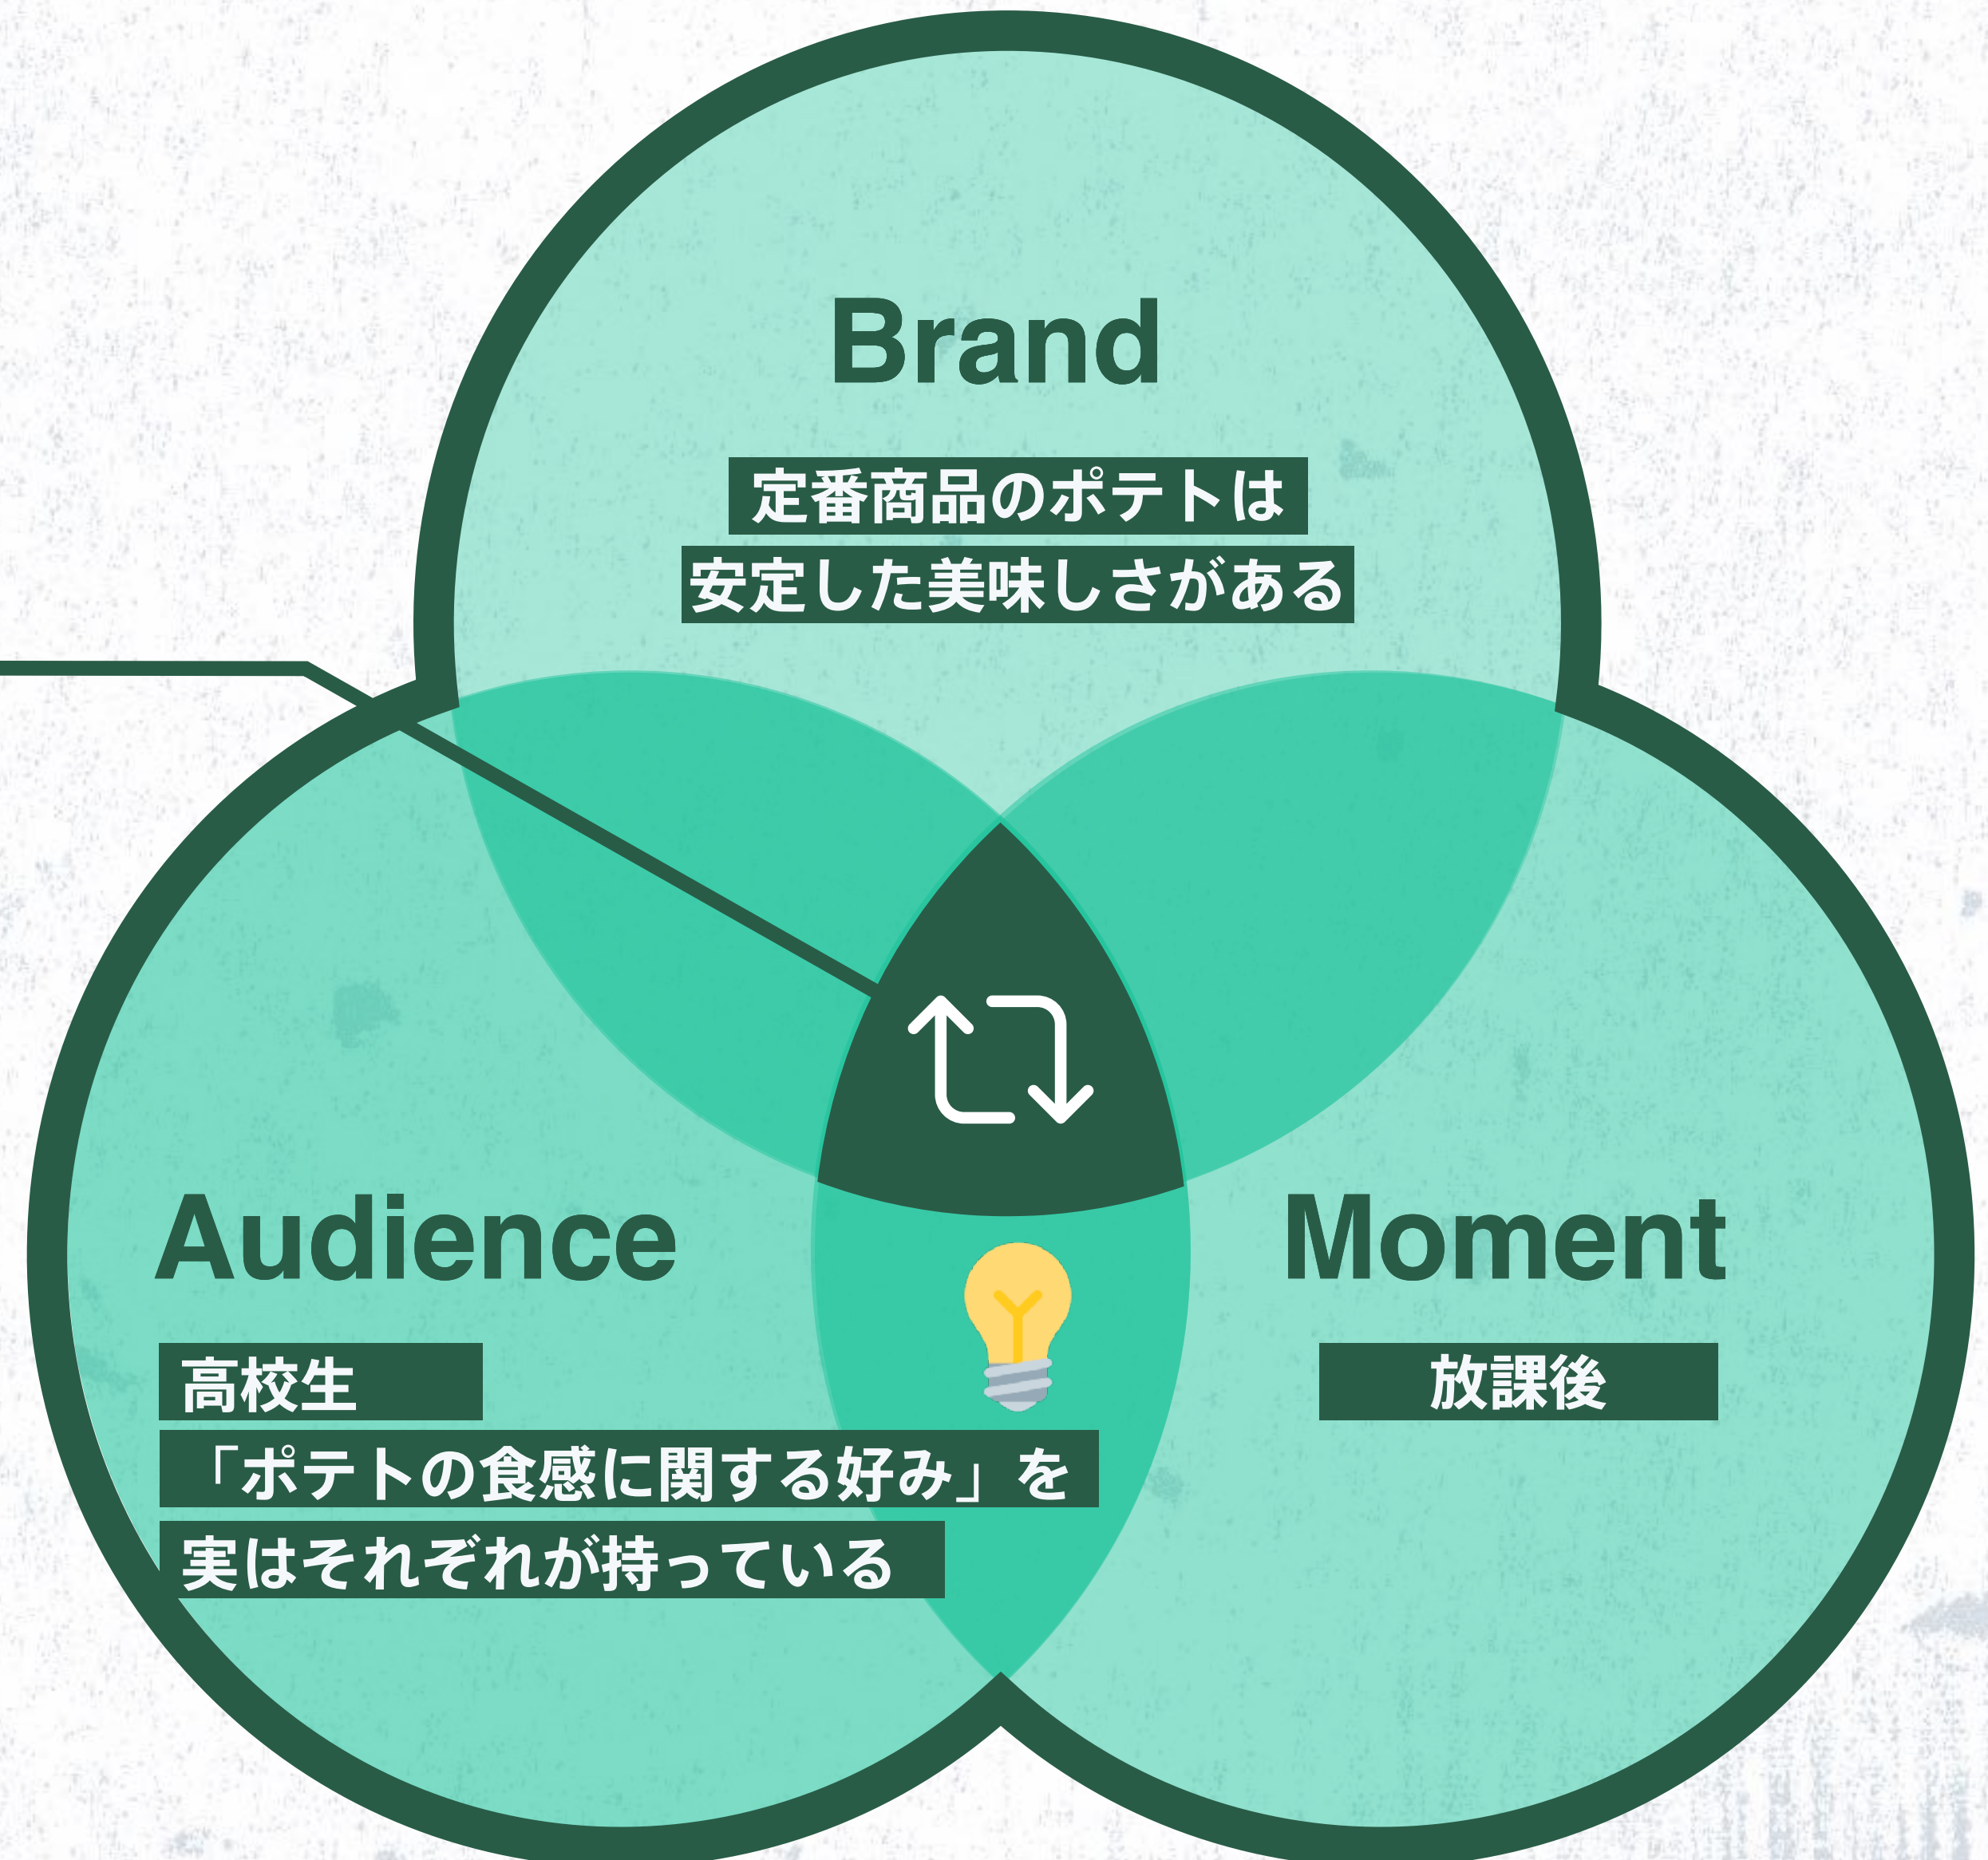 Brand
定番商品のポテトは
安定した美味しさがある
Audience
高校生
「ポテトの食感に関する好み」を
実はそれぞれが持っている
Moment
放課後